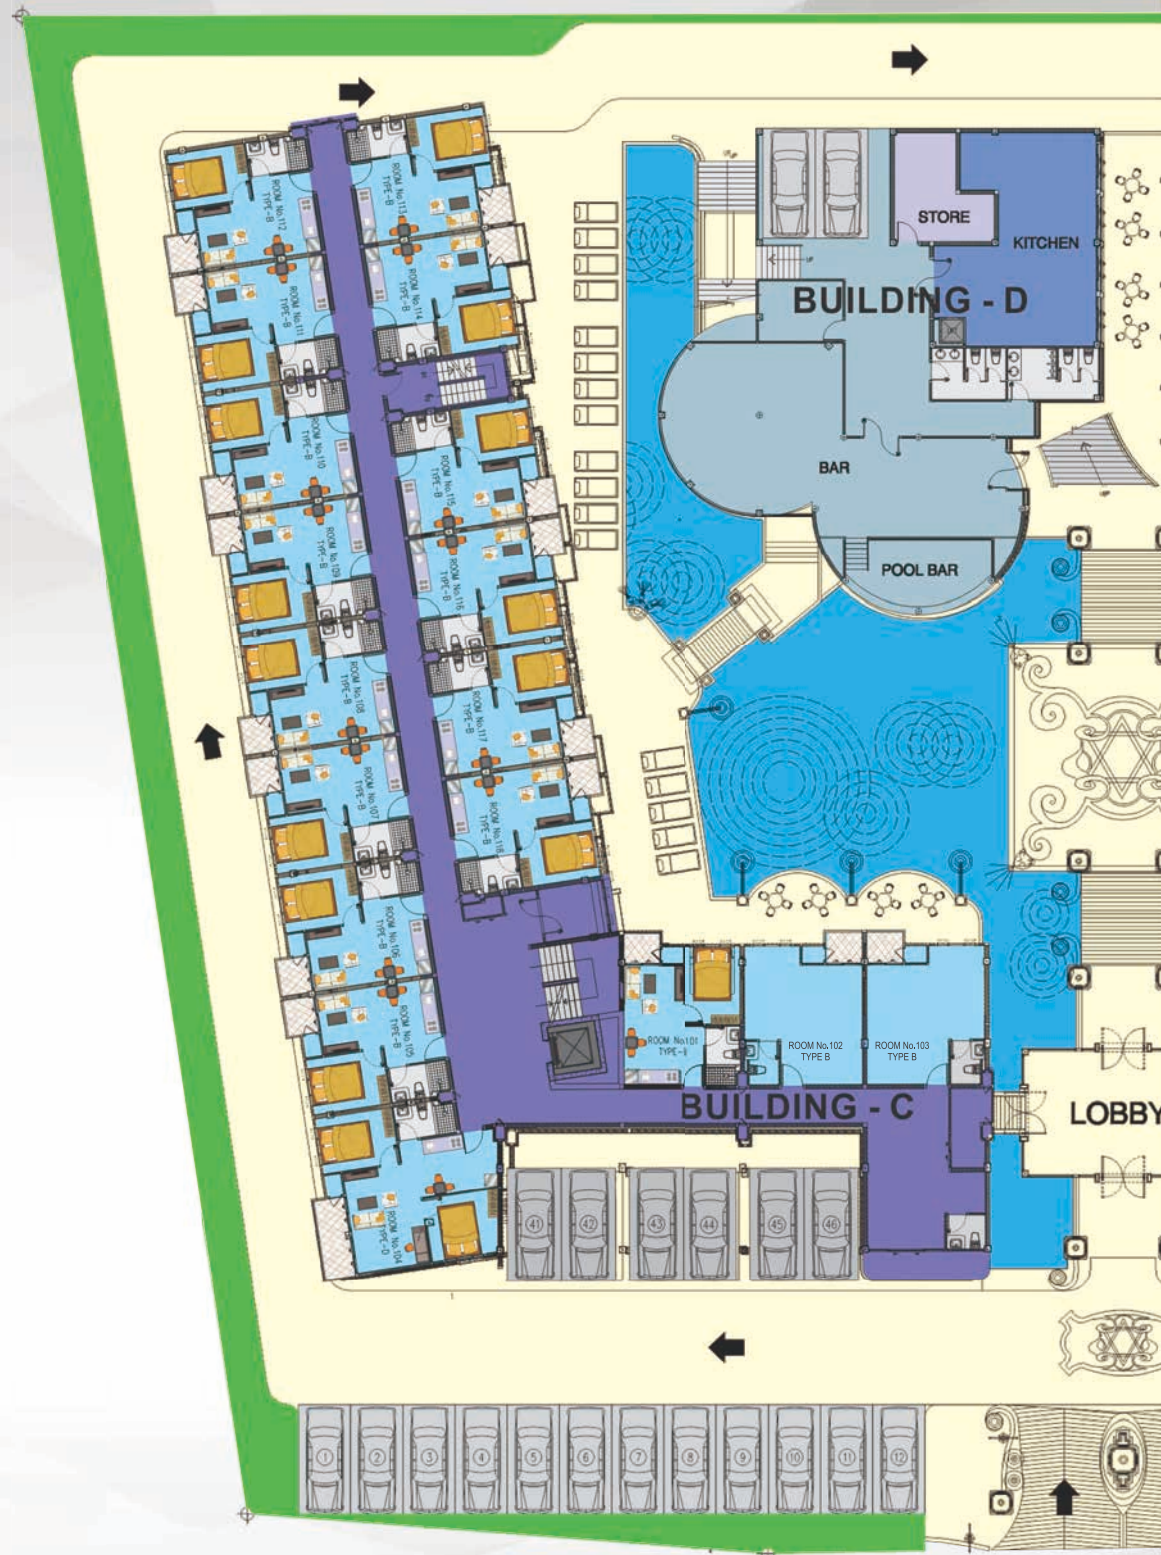 STORE
KITCHEN
BUILDING - D
BAR
POOL BAR
ROOM No.112
TYPE-B
ROOM No.113
TYPE-B
ROOM No.111
TYPE-B
ROOM No.114
TYPE-B
ROOM No.110
TYPE-B
ROOM No.115
TYPE-B
ROOM No.109
TYPE-B
ROOM No.116
TYPE-B
ROOM No.108
TYPE-B
ROOM No.117
TYPE-B
ROOM No.107
TYPE-B
ROOM No.118
TYPE-B
ROOM No.106
TYPE-B
ROOM No.105
TYPE-B
ROOM No.101
TYPE-B
ROOM No.102
TYPE B
ROOM No.103
TYPE B
BUILDING - C
LOBBY
ROOM No.104
TYPE-D
41
42
43
44
45
46
1
2
3
4
5
6
7
8
9
10
11
12